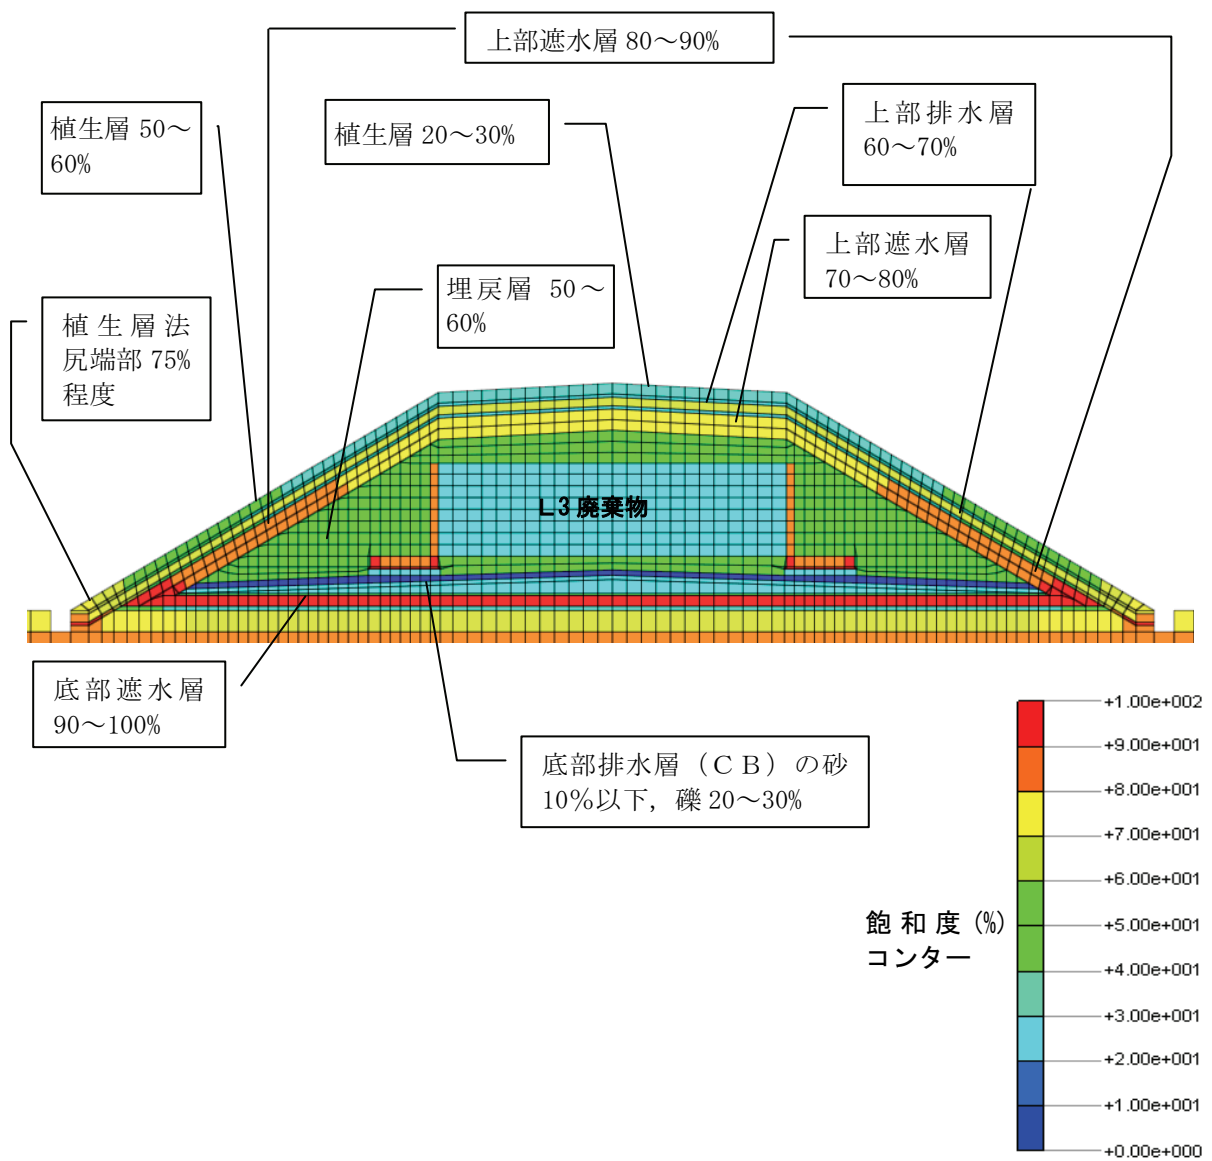 上部遮水層 80～90%
植生層 50～
60%
植生層 20～30%
上部排水層
60～70%
上部遮水層
70～80%
埋戻層 50～
60%
植生層法
尻端部 75%
程度
L3廃棄物
底部遮水層
90～100%
底部排水層（ＣＢ）の砂
10%以下，礫 20～30%
飽和度(%)
コンター
+1.00e+002
+9.00e+001
+8.00e+001
+7.00e+001
+6.00e+001
+5.00e+001
+4.00e+001
+3.00e+001
+2.00e+001
+1.00e+001
+0.00e+000